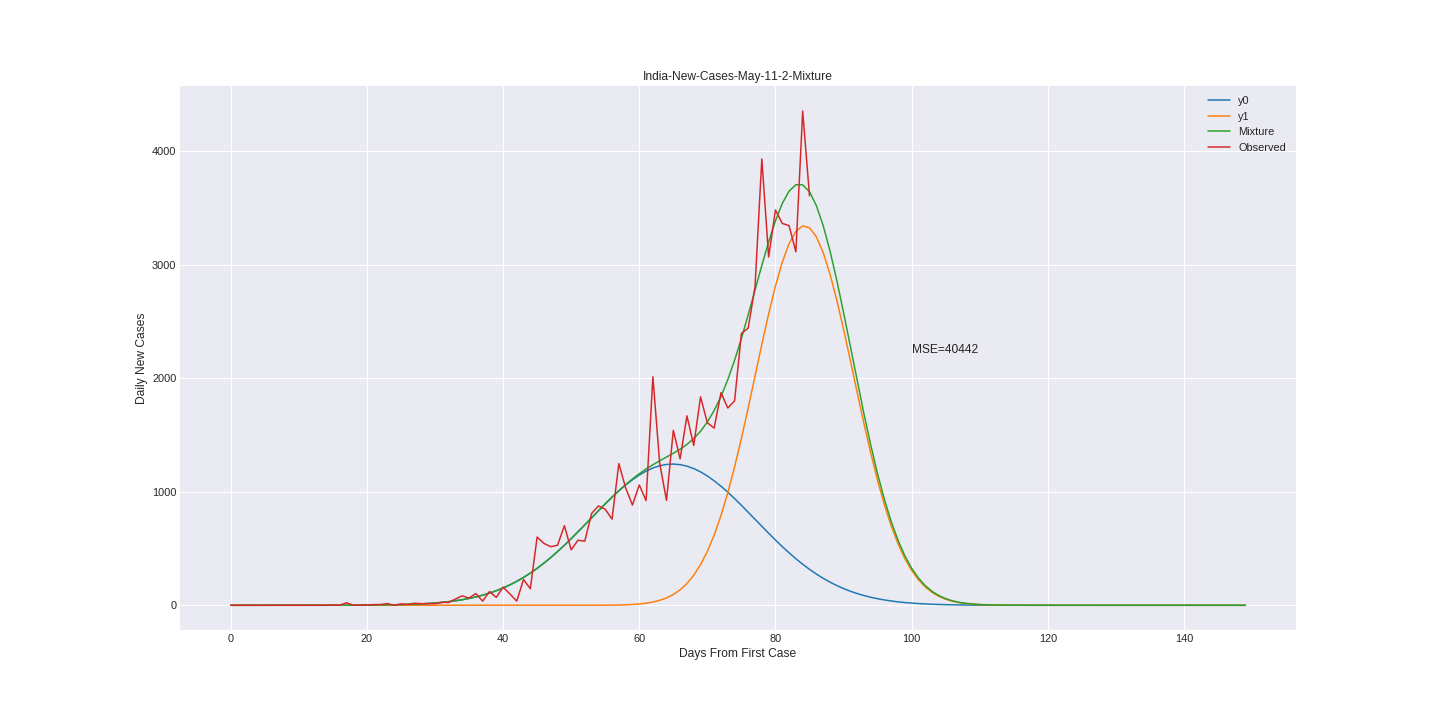 India-New-Cases-May-11-2-Mixture
y0
y1
Mixture
Observed
4000
3000
2000
1000
0
Daily New Cases
MSE=40442
0 20 40 60 80 100 120 140
Days From First Case